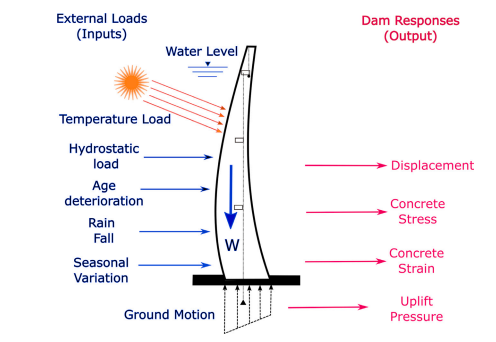 External Loads
(Inputs)
Dam Responses
(Output)
Water Level
Temperature Load
Hydrostatic
load
Age
deterioration
Rain
Fall
Seasonal
Variation
W
Ground Motion
Displacement
Concrete
Stress
Concrete
Strain
Uplift
Pressure